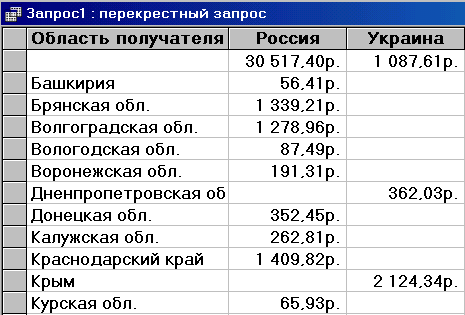 Запрос1 : перекрестный запрос
Область получателя Россия Украина
30 517,40р. 1 087,61р.
Башкирия 56,41р.
Брянская обл. 1 339,21р.
Волгоградская обл. 1 278,96р.
Вологодская обл. 87,49р.
Воронежская обл. 191,31р.
Дненпропетровская об 362,03р.
Донецкая обл. 352,45р.
Калужская обл. 262,81р.
Краснодарский край 1 409,82р.
Крым 2 124,34р.
Курская обл. 65,93р.